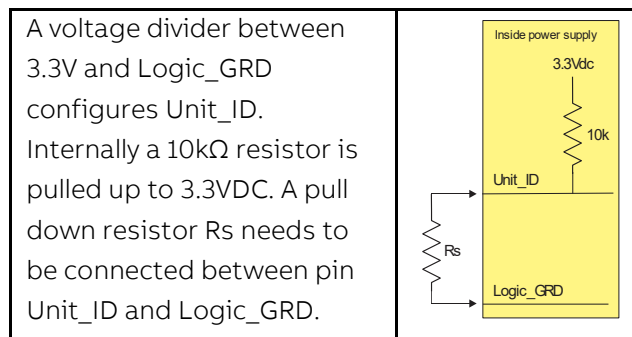 A voltage divider between
3.3V and Logic_GRD
configures Unit_ID.
Internally a 10kΩ resistor is
pulled up to 3.3VDC. A pull
down resistor Rs needs to
be connected between pin
Unit_ID and Logic_GRD.
Inside power supply
3.3Vdc
10k
Unit_ID
Rs
Logic_GRD